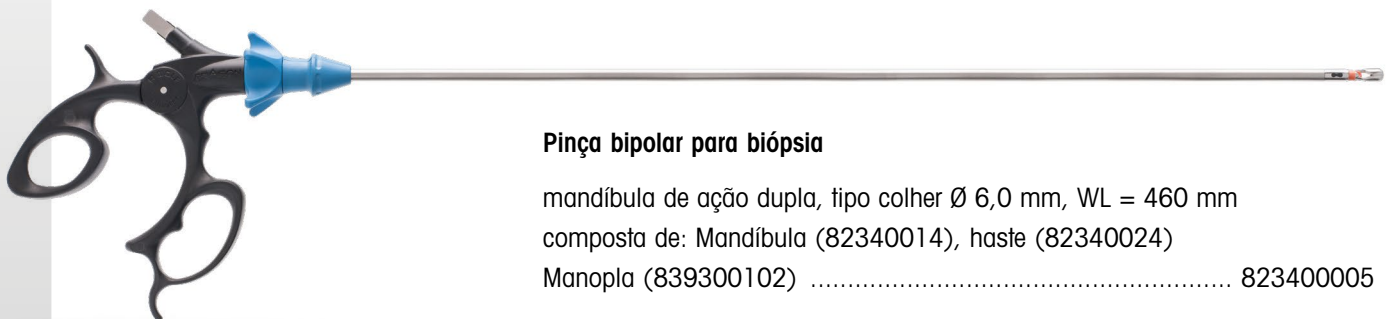 Pinça bipolar para biópsia
mandíbula de ação dupla, tipo colher Ø 6,0 mm, WL = 460 mm
composta de: Mandíbula (82340014), haste (82340024)
Manopla (839300102) ......................................................... 823400005